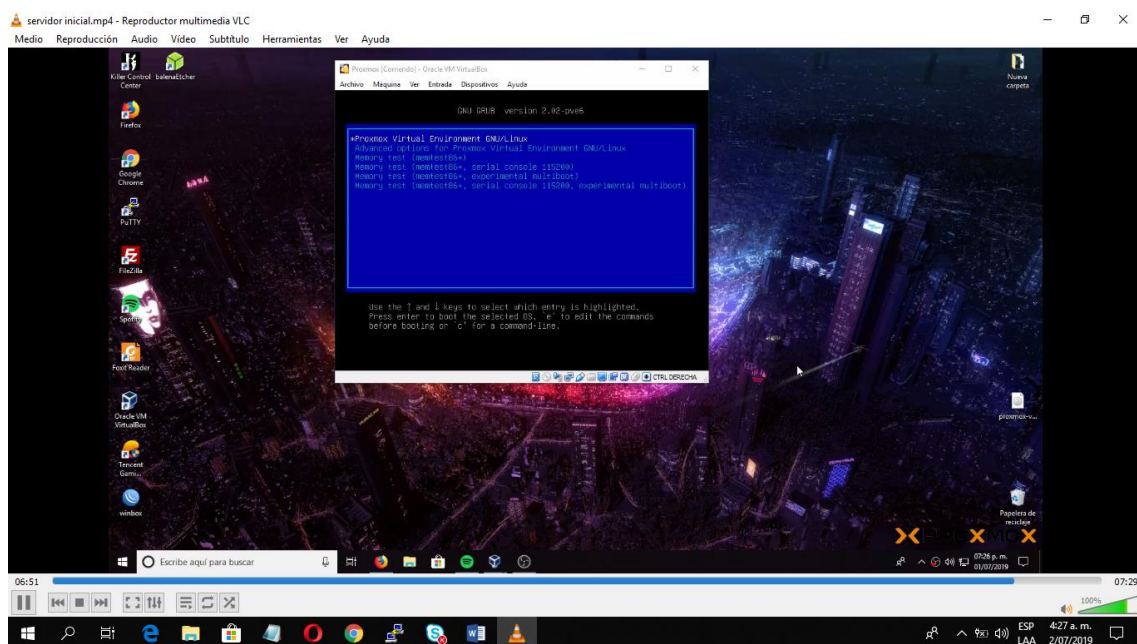 servidor inicial.mp4 - Reproductor multimedia VLC
Medio Reproducción Audio Vídeo Subtítulo Herramientas Ver Ayuda
Killer Control Center
balenaEtcher
Nueva carpeta
Proxmox [Corriendo] - Oracle VM VirtualBox
Archivo Máquina Ver Entrada Dispositivos Ayuda
GNU GRUB version 2.02-pve6
*Proxmox Virtual Environment GNU/Linux
Advanced options for Proxmox Virtual Environment GNU/Linux
Memory test (memtest86+)
Memory test (memtest86+, serial console 115200)
Memory test (memtest86+, experimental multiboot)
Memory test (memtest86+, serial console 115200, experimental multiboot)
Use the ↑ and ↓ keys to select which entry is highlighted.
Press enter to boot the selected OS, `e' to edit the commands
before booting or `c' for a command-line.
CTRL DERECHA
Firefox
Google Chrome
PuTTY
FileZilla
Spotify
Foxit Reader
Oracle VM VirtualBox
Tencent Gami...
winbox
proxmox-v...
Papelera de reciclaje
PROXMOX
Escribe aquí para buscar
07:26 p. m.
01/07/2019
06:51
07:29
100%
ESP
LAA
4:27 a. m.
2/07/2019